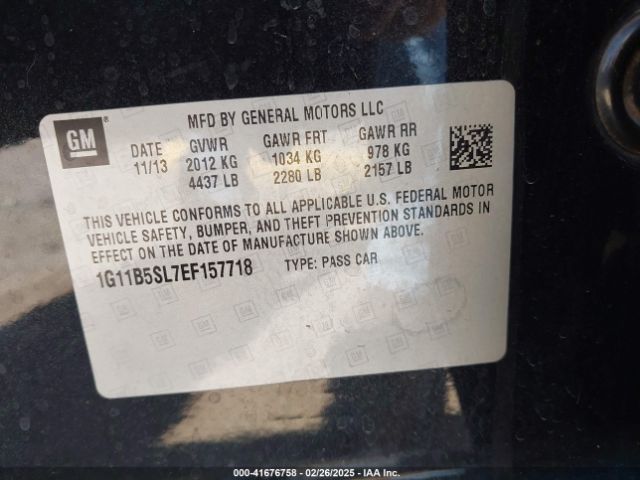 MFD BY GENERAL MOTORS LLC
GM
DATE GVWR GAWR FRT GAWR RR
11/13 2012 KG 1034 KG 978 KG
4437 LB 2280 LB 2157 LB
THIS VEHICLE CONFORMS TO ALL APPLICABLE U.S. FEDERAL MOTOR
VEHICLE SAFETY, BUMPER, AND THEFT PREVENTION STANDARDS IN
EFFECT ON THE DATE OF MANUFACTURE SHOWN ABOVE.
1G11B5SL7EF157718 TYPE: PASS CAR
000-41676758 - 02/26/2025 - IAA Inc.